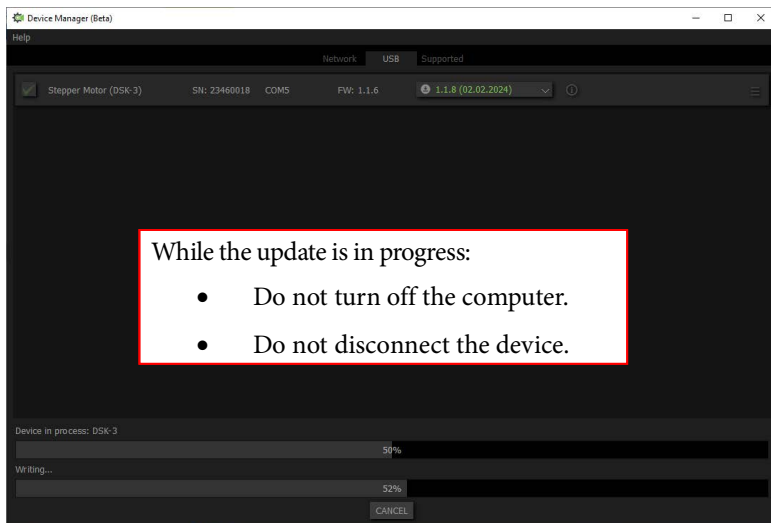 Device Manager (Beta)
Help
Network USB Supported
Stepper Motor (DSK-3) SN: 23460018 COM5 FW: 1.1.6 1.1.8 (02.02.2024)
While the update is in progress:
• Do not turn off the computer.
• Do not disconnect the device.
Device in process: DSK-3
50%
Writing...
52%
CANCEL